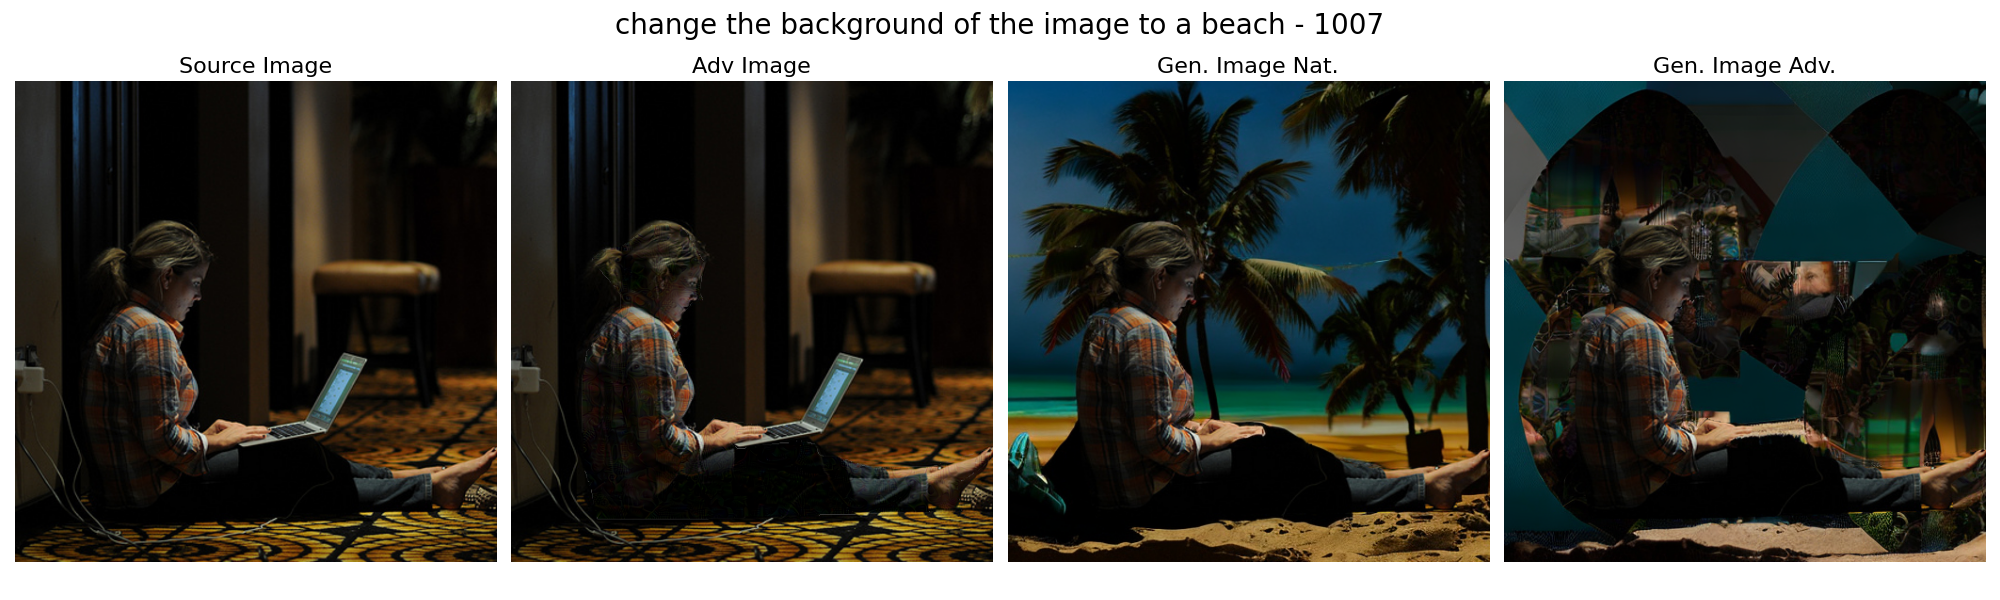 change the background of the image to a beach - 1007
Source Image
Adv Image
Gen. Image Nat.
Gen. Image Adv.